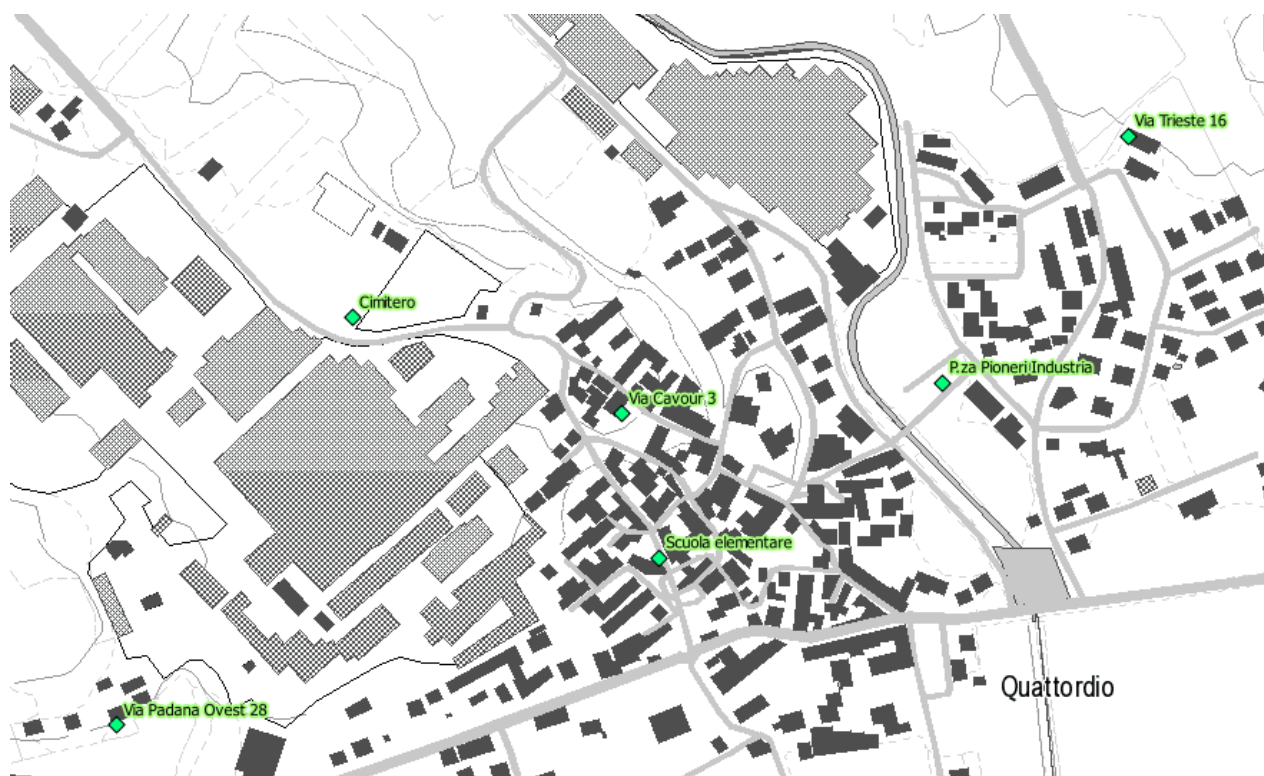 Via Trieste 16
Cimitero
P.za Pioneri Industria
Via Cavour 3
Scuola elementare
Quattordio
Via Padana Ovest 28